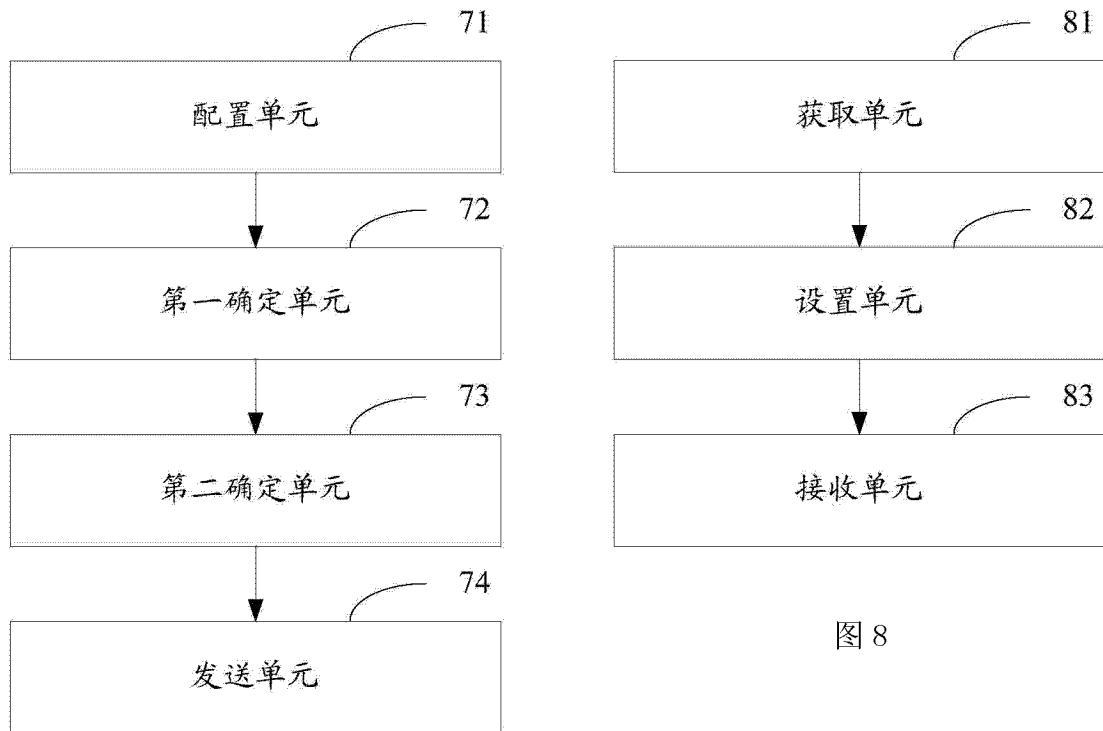 71
配置单元
72
第一确定单元
73
第二确定单元
74
发送单元
81
获取单元
82
设置单元
83
接收单元
图 8